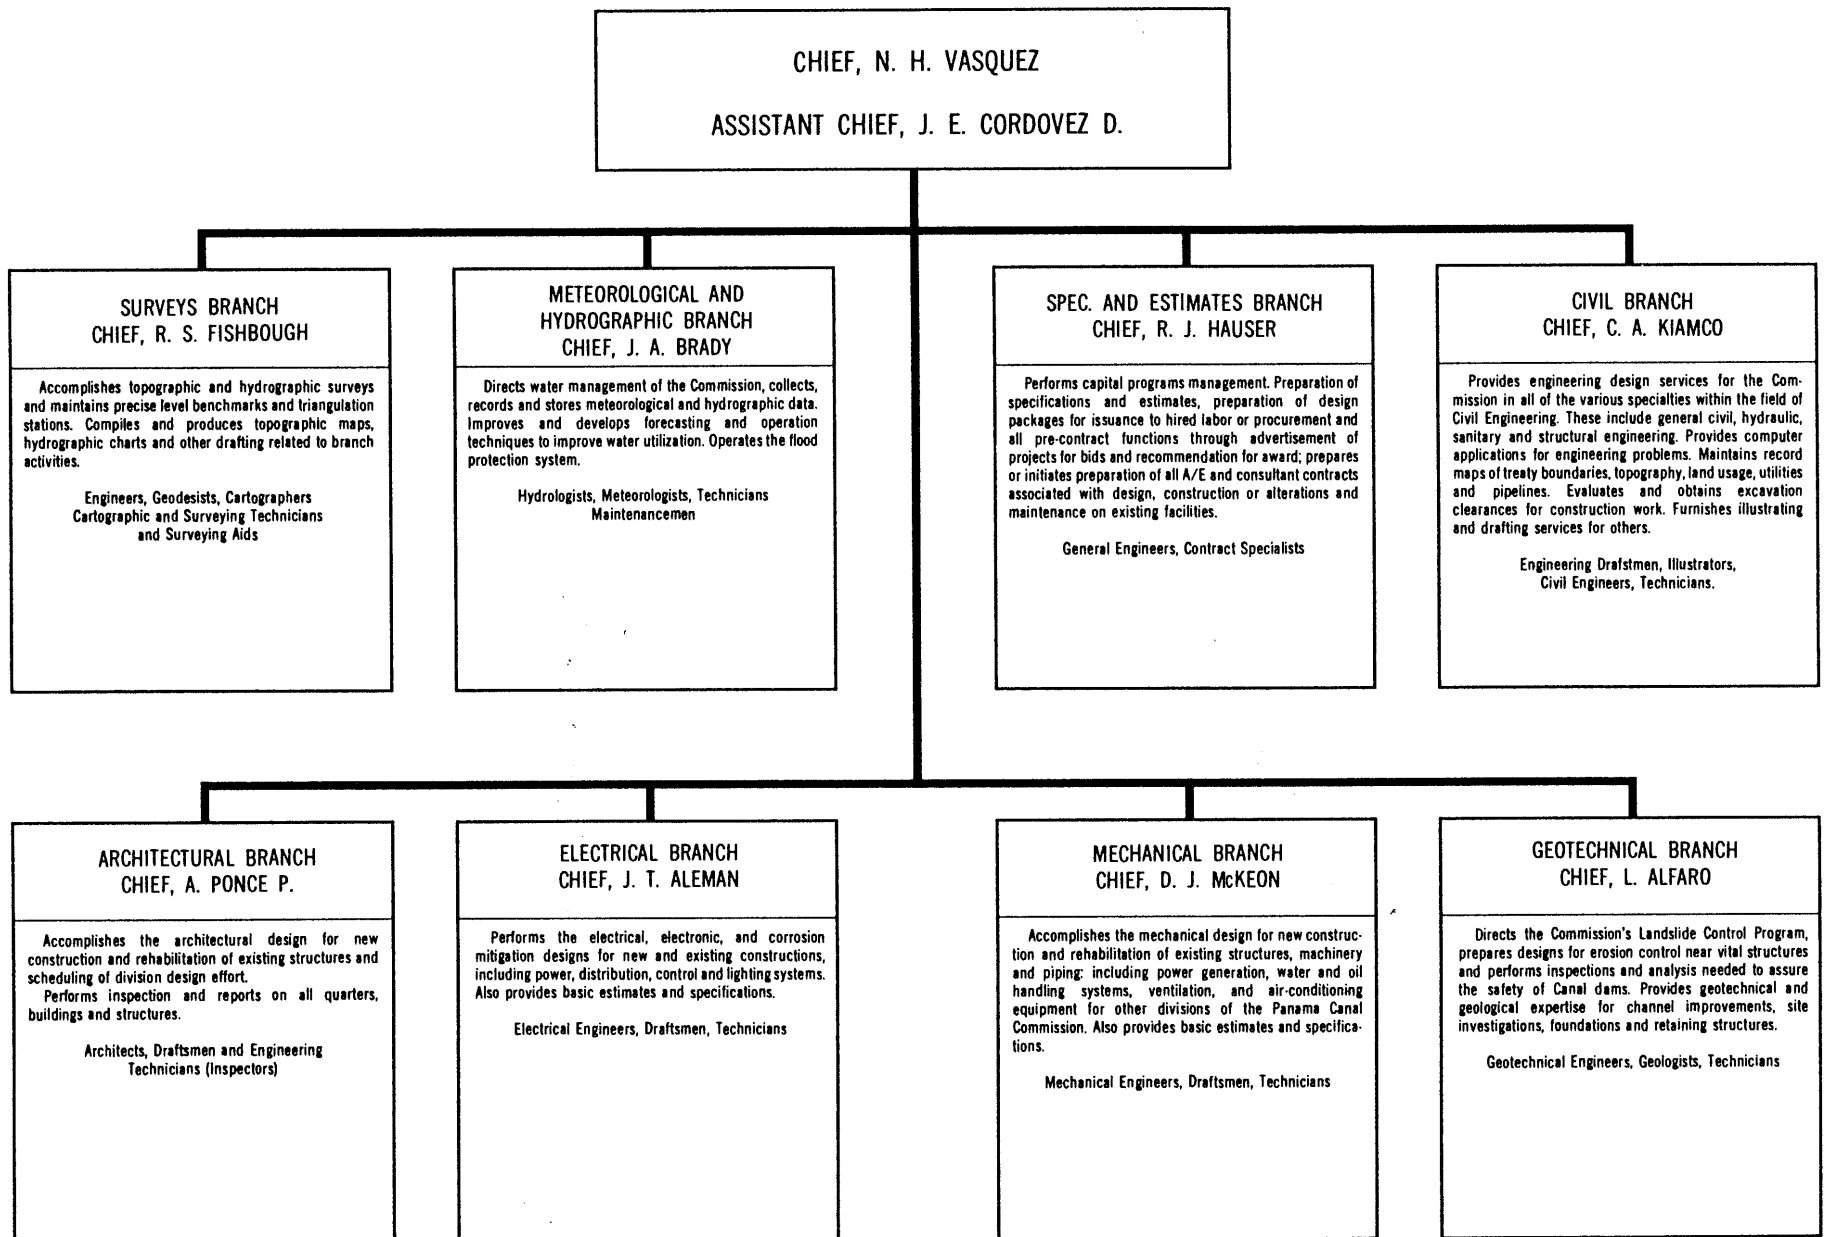 CHIEF, N. H. VASQUEZ
ASSISTANT CHIEF, J. E. CORDOVEZ D.
SURVEYS BRANCH
CHIEF, R. S. FISHBOUGH
Accomplishes topographic and hydrographic surveys
and maintains precise level benchmarks and triangulation
stations. Compiles and produces topographic maps,
hydrographic charts and other drafting related to branch
activities.
Engineers, Geodesists, Cartographers
Cartographic and Surveying Technicians
and Surveying Aids
METEOROLOGICAL AND
HYDROGRAPHIC BRANCH
CHIEF, J. A. BRADY
Directs water management of the Commission, collects,
records and stores meteorological and hydrographic data.
Improves and develops forecasting and operation
techniques to improve water utilization. Operates the flood
protection system.
Hydrologists, Meteorologists, Technicians
Maintenancemen
SPEC. AND ESTIMATES BRANCH
CHIEF, R. J. HAUSER
Performs capital programs management. Preparation of
specifications and estimates, preparation of design
packages for issuance to hired labor or procurement and
all pre-contract functions through advertisement of
projects for bids and recommendation for award; prepares
or initiates preparation of all A/E and consultant contracts
associated with design, construction or alterations and
maintenance on existing facilities.
General Engineers, Contract Specialists
CIVIL BRANCH
CHIEF, C. A. KIAMCO
Provides engineering design services for the Com-
mission in all of the various specialties within the field of
Civil Engineering. These include general civil, hydraulic,
sanitary and structural engineering. Provides computer
applications for engineering problems. Maintains record
maps of treaty boundaries, topography, land usage, utilities
and pipelines. Evaluates and obtains excavation
clearances for construction work. Furnishes illustrating
and drafting services for others.
Engineering Drafstmen, Illustrators,
Civil Engineers, Technicians.
ARCHITECTURAL BRANCH
CHIEF, A. PONCE P.
Accomplishes the architectural design for new
construction and rehabilitation of existing structures and
scheduling of division design effort.
Performs inspection and reports on all quarters,
buildings and structures.
Architects, Draftsmen and Engineering
Technicians (Inspectors)
ELECTRICAL BRANCH
CHIEF, J. T. ALEMAN
Performs the electrical, electronic, and corrosion
mitigation designs for new and existing constructions,
including power, distribution, control and lighting systems.
Also provides basic estimates and specifications.
Electrical Engineers, Draftsmen, Technicians
MECHANICAL BRANCH
CHIEF, D. J. McKEON
Accomplishes the mechanical design for new construc-
tion and rehabilitation of existing structures, machinery
and piping: including power generation, water and oil
handling systems, ventilation, and air-conditioning
equipment for other divisions of the Panama Canal
Commission. Also provides basic estimates and specifica-
tions.
Mechanical Engineers, Draftsmen, Technicians
GEOTECHNICAL BRANCH
CHIEF, L. ALFARO
Directs the Commission's Landslide Control Program,
prepares designs for erosion control near vital structures
and performs inspections and analysis needed to assure
the safety of Canal dams. Provides geotechnical and
geological expertise for channel improvements, site
investigations, foundations and retaining structures.
Geotechnical Engineers, Geologists, Technicians